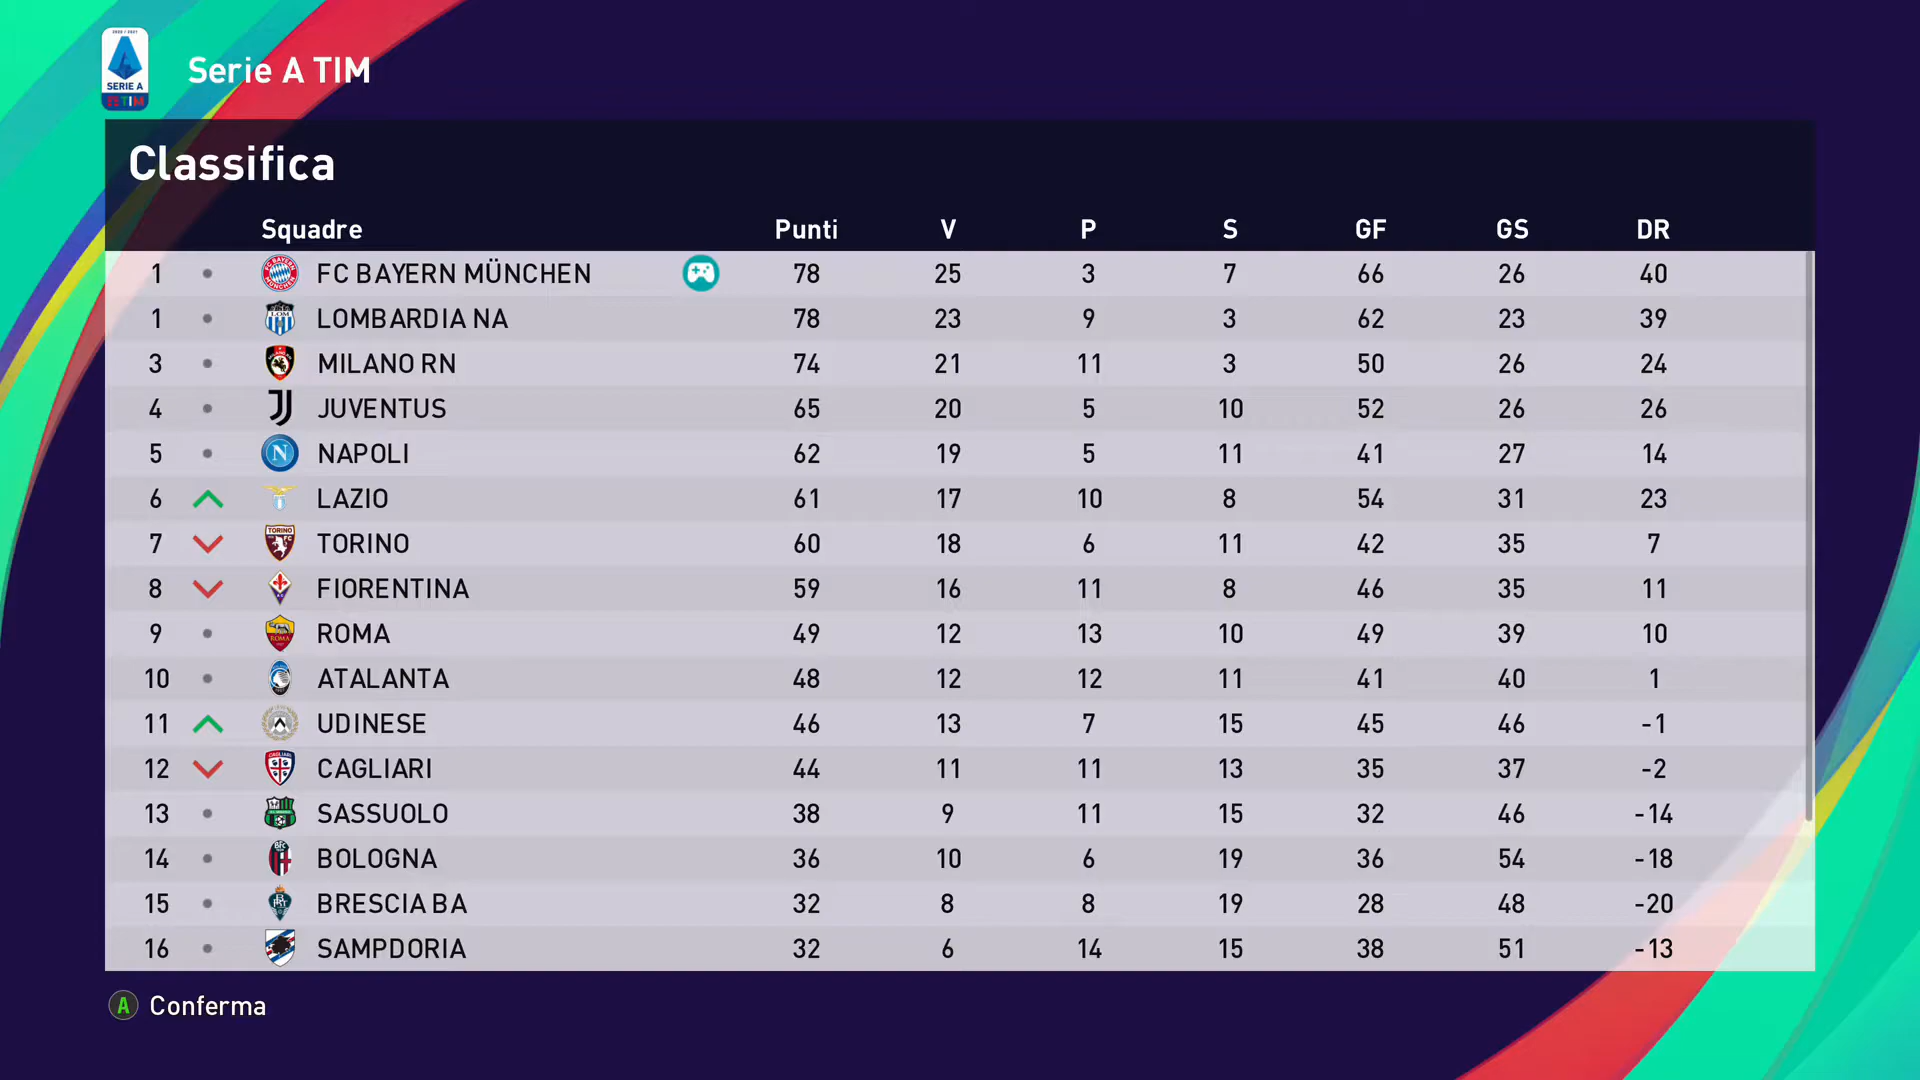 2020 / 2021
SERIE A
TIM
Serie A TIM
Classifica
Squadre Punti V P S GF GS DR
1 FC BAYERN MÜNCHEN 78 25 3 7 66 26 40
1 LOMBARDIA NA 78 23 9 3 62 23 39
3 MILANO RN 74 21 11 3 50 26 24
4 JUVENTUS 65 20 5 10 52 26 26
5 NAPOLI 62 19 5 11 41 27 14
6 LAZIO 61 17 10 8 54 31 23
7 TORINO 60 18 6 11 42 35 7
8 FIORENTINA 59 16 11 8 46 35 11
9 ROMA 49 12 13 10 49 39 10
10 ATALANTA 48 12 12 11 41 40 1
11 UDINESE 46 13 7 15 45 46 -1
12 CAGLIARI 44 11 11 13 35 37 -2
13 SASSUOLO 38 9 11 15 32 46 -14
14 BOLOGNA 36 10 6 19 36 54 -18
15 BRESCIA BA 32 8 8 19 28 48 -20
16 SAMPDORIA 32 6 14 15 38 51 -13
A Conferma